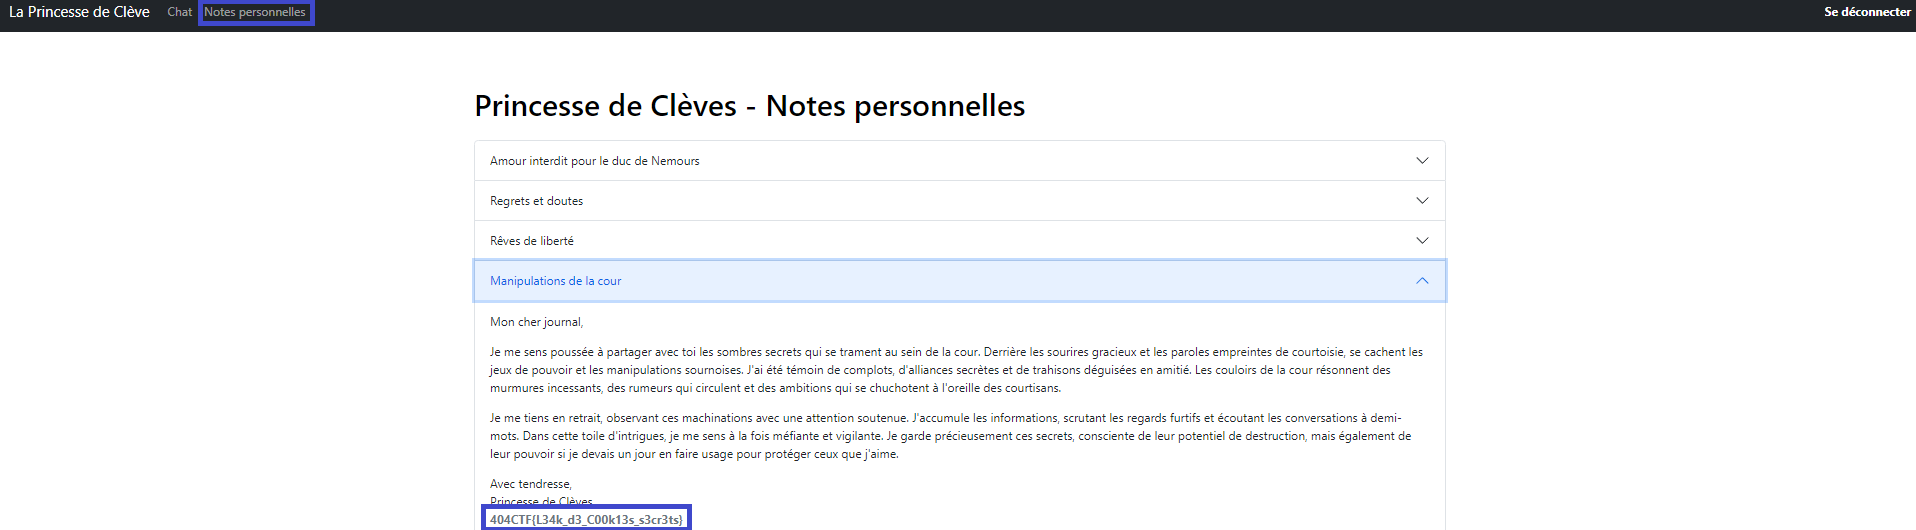 La Princesse de Clève Chat Notes personnelles Se déconnecter
Princesse de Clèves - Notes personnelles
Amour interdit pour le duc de Nemours
Regrets et doutes
Rêves de liberté
Manipulations de la cour
Mon cher journal,
Je me sens poussée à partager avec toi les sombres secrets qui se trament au sein de la cour. Derrière les sourires gracieux et les paroles empreintes de courtoisie, se cachent les
jeux de pouvoir et les manipulations sournoises. J'ai été témoin de complots, d'alliances secrètes et de trahisons déguisées en amitié. Les couloirs de la cour résonnent des
murmures incessants, des rumeurs qui circulent et des ambitions qui se chuchotent à l'oreille des courtisans.
Je me tiens en retrait, observant ces machinations avec une attention soutenue. J'accumule les informations, scrutant les regards furtifs et écoutant les conversations à demi-
mots. Dans cette toile d'intrigues, je me sens à la fois méfiante et vigilante. Je garde précieusement ces secrets, consciente de leur potentiel de destruction, mais également de
leur pouvoir si je devais un jour en faire usage pour protéger ceux que j'aime.
Avec tendresse,
Princesse de Clèves
404CTF{L34k_d3_C00k13s_s3cr3ts}